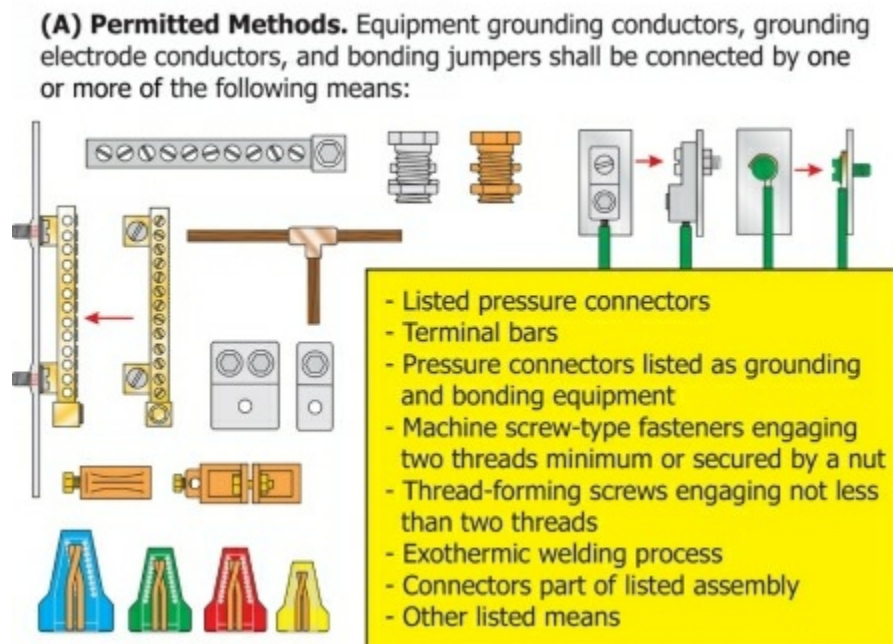 (A) Permitted Methods. Equipment grounding conductors, grounding
electrode conductors, and bonding jumpers shall be connected by one
or more of the following means:
- Listed pressure connectors
- Terminal bars
- Pressure connectors listed as grounding
and bonding equipment
- Machine screw-type fasteners engaging
two threads minimum or secured by a nut
- Thread-forming screws engaging not less
than two threads
- Exothermic welding process
- Connectors part of listed assembly
- Other listed means